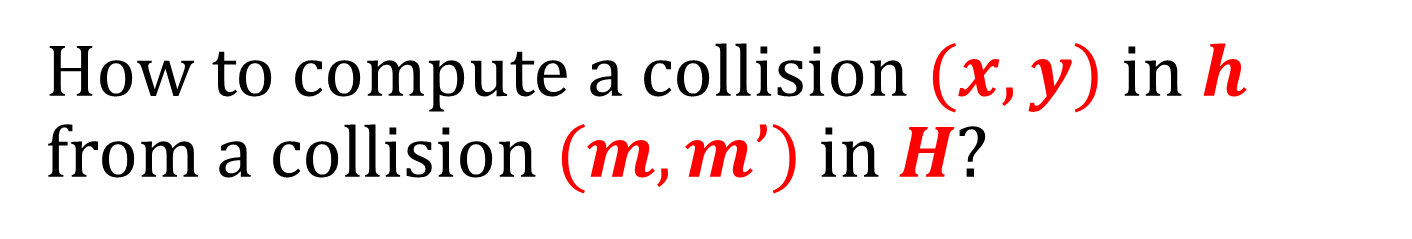 How to compute a collision (x, y) in h
from a collision (m, m’) in H?